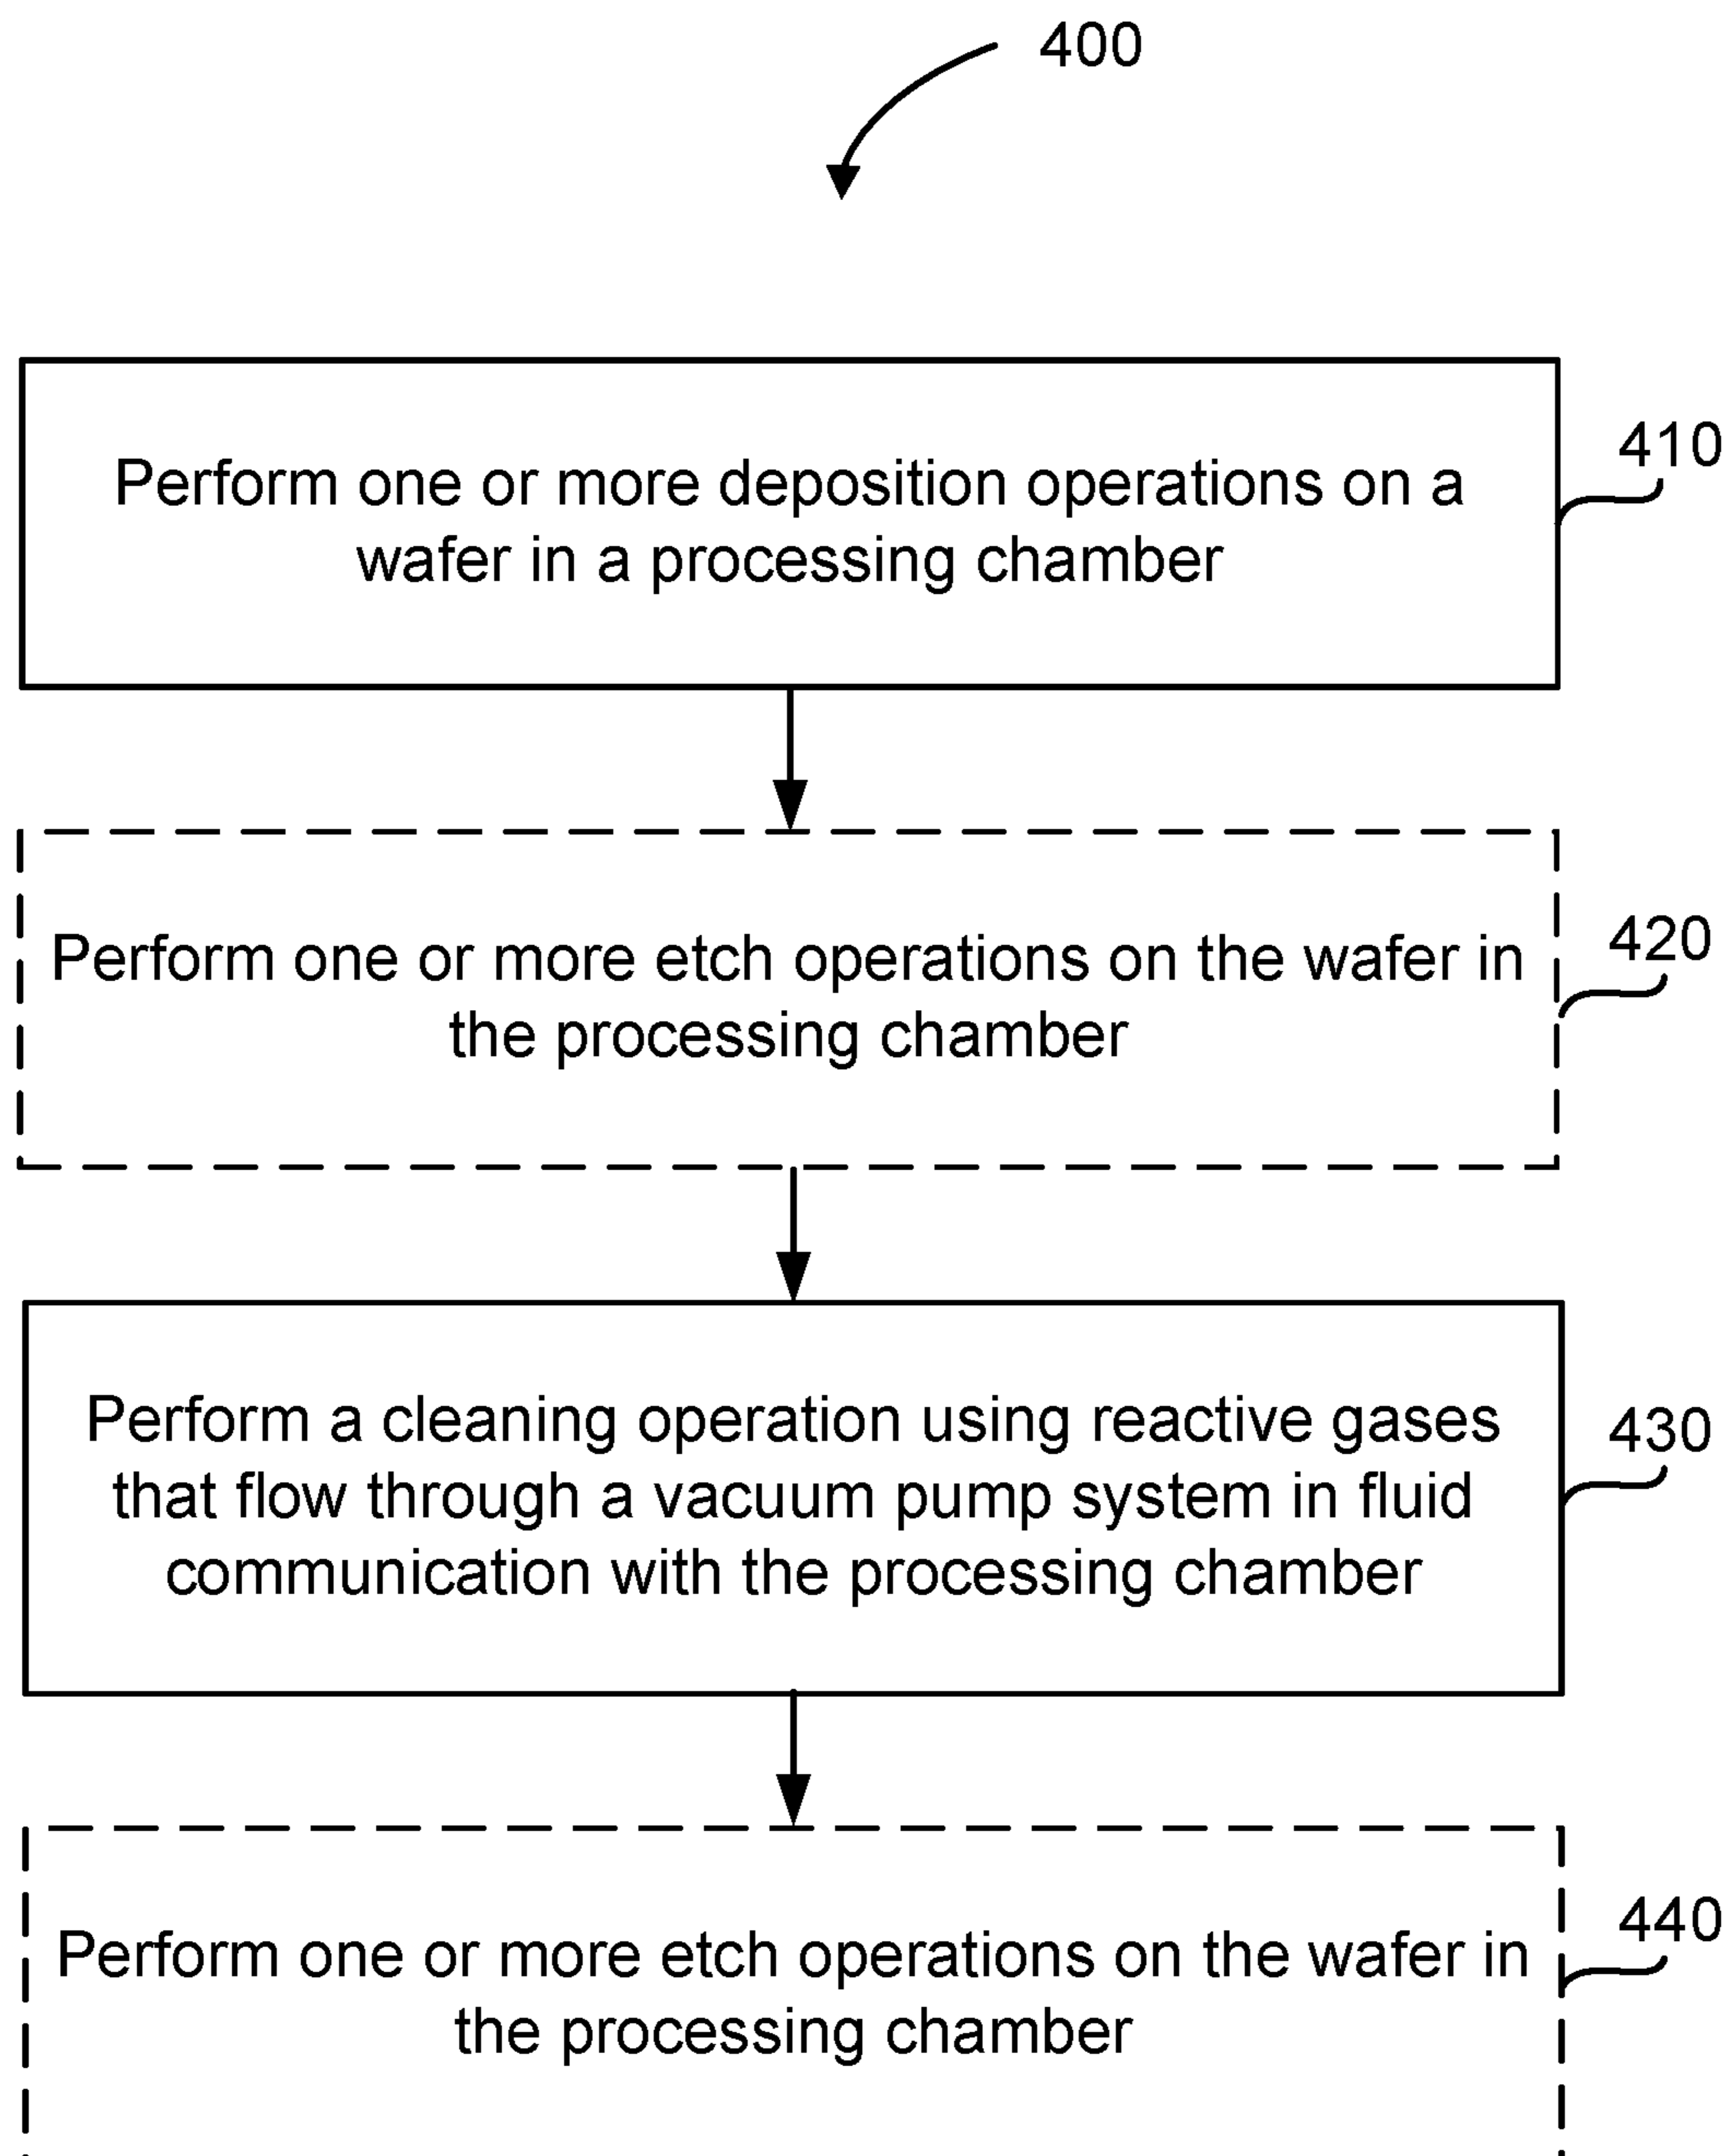 400
Perform one or more deposition operations on a
wafer in a processing chamber
410
Perform one or more etch operations on the wafer in
the processing chamber
420
Perform a cleaning operation using reactive gases
that flow through a vacuum pump system in fluid
communication with the processing chamber
430
Perform one or more etch operations on the wafer in
the processing chamber
440